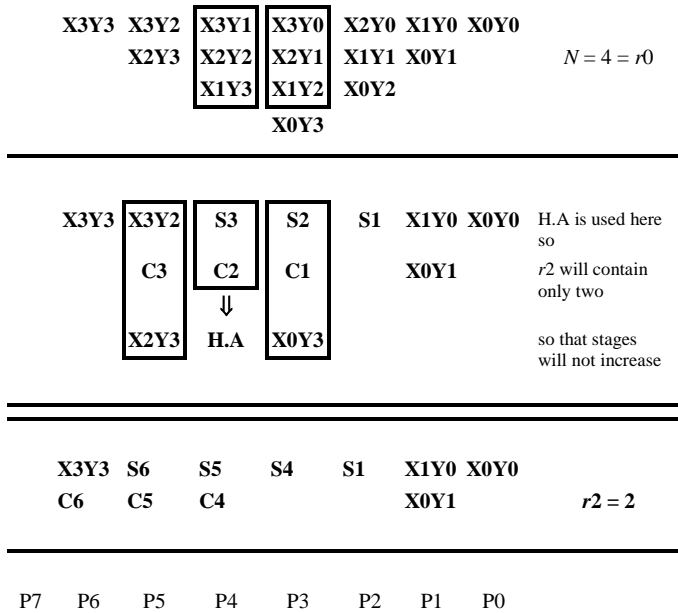 X3Y3 X3Y2 X3Y1 X3Y0 X2Y0 X1Y0 X0Y0
X2Y3 X2Y2 X2Y1 X1Y1 X0Y1 N = 4 = r0
X1Y3 X1Y2 X0Y2
X0Y3
X3Y3 X3Y2 S3 S2 S1 X1Y0 X0Y0 H.A is used here
so
C3 C2 C1 X0Y1 r2 will contain
only two
⇓
X2Y3 H.A X0Y3 so that stages
will not increase
X3Y3 S6 S5 S4 S1 X1Y0 X0Y0
C6 C5 C4 X0Y1 r2 = 2
P7 P6 P5 P4 P3 P2 P1 P0